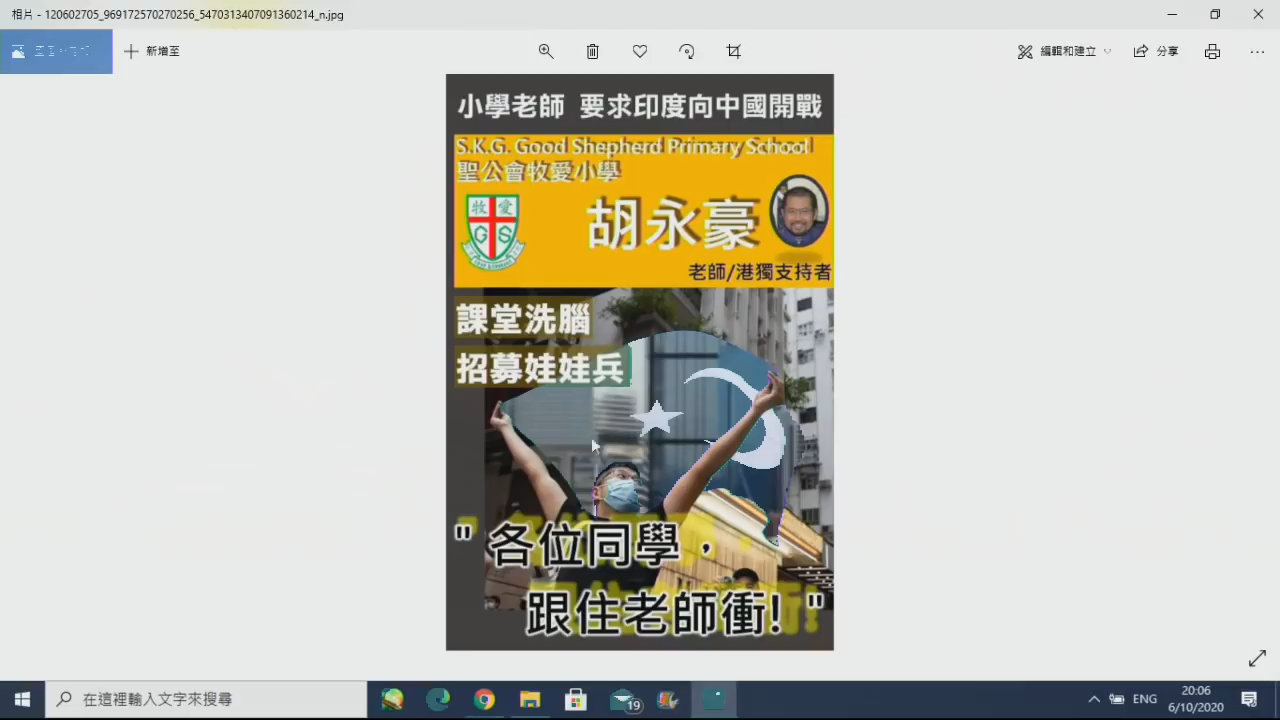 相片 - 120602705_969172570270256_5470313407091360214_n.jpg
新增至
編輯和建立
分享
小學老師 要求印度向中國開戰
S.K.G. Good Shepherd Primary School
聖公會牧愛小學
牧愛
GS
胡永豪
老師/港獨支持者
課堂洗腦
招募娃娃兵
"各位同學，
跟住老師衝!"
在這裡輸入文字來搜尋
19
ENG
20:06
6/10/2020